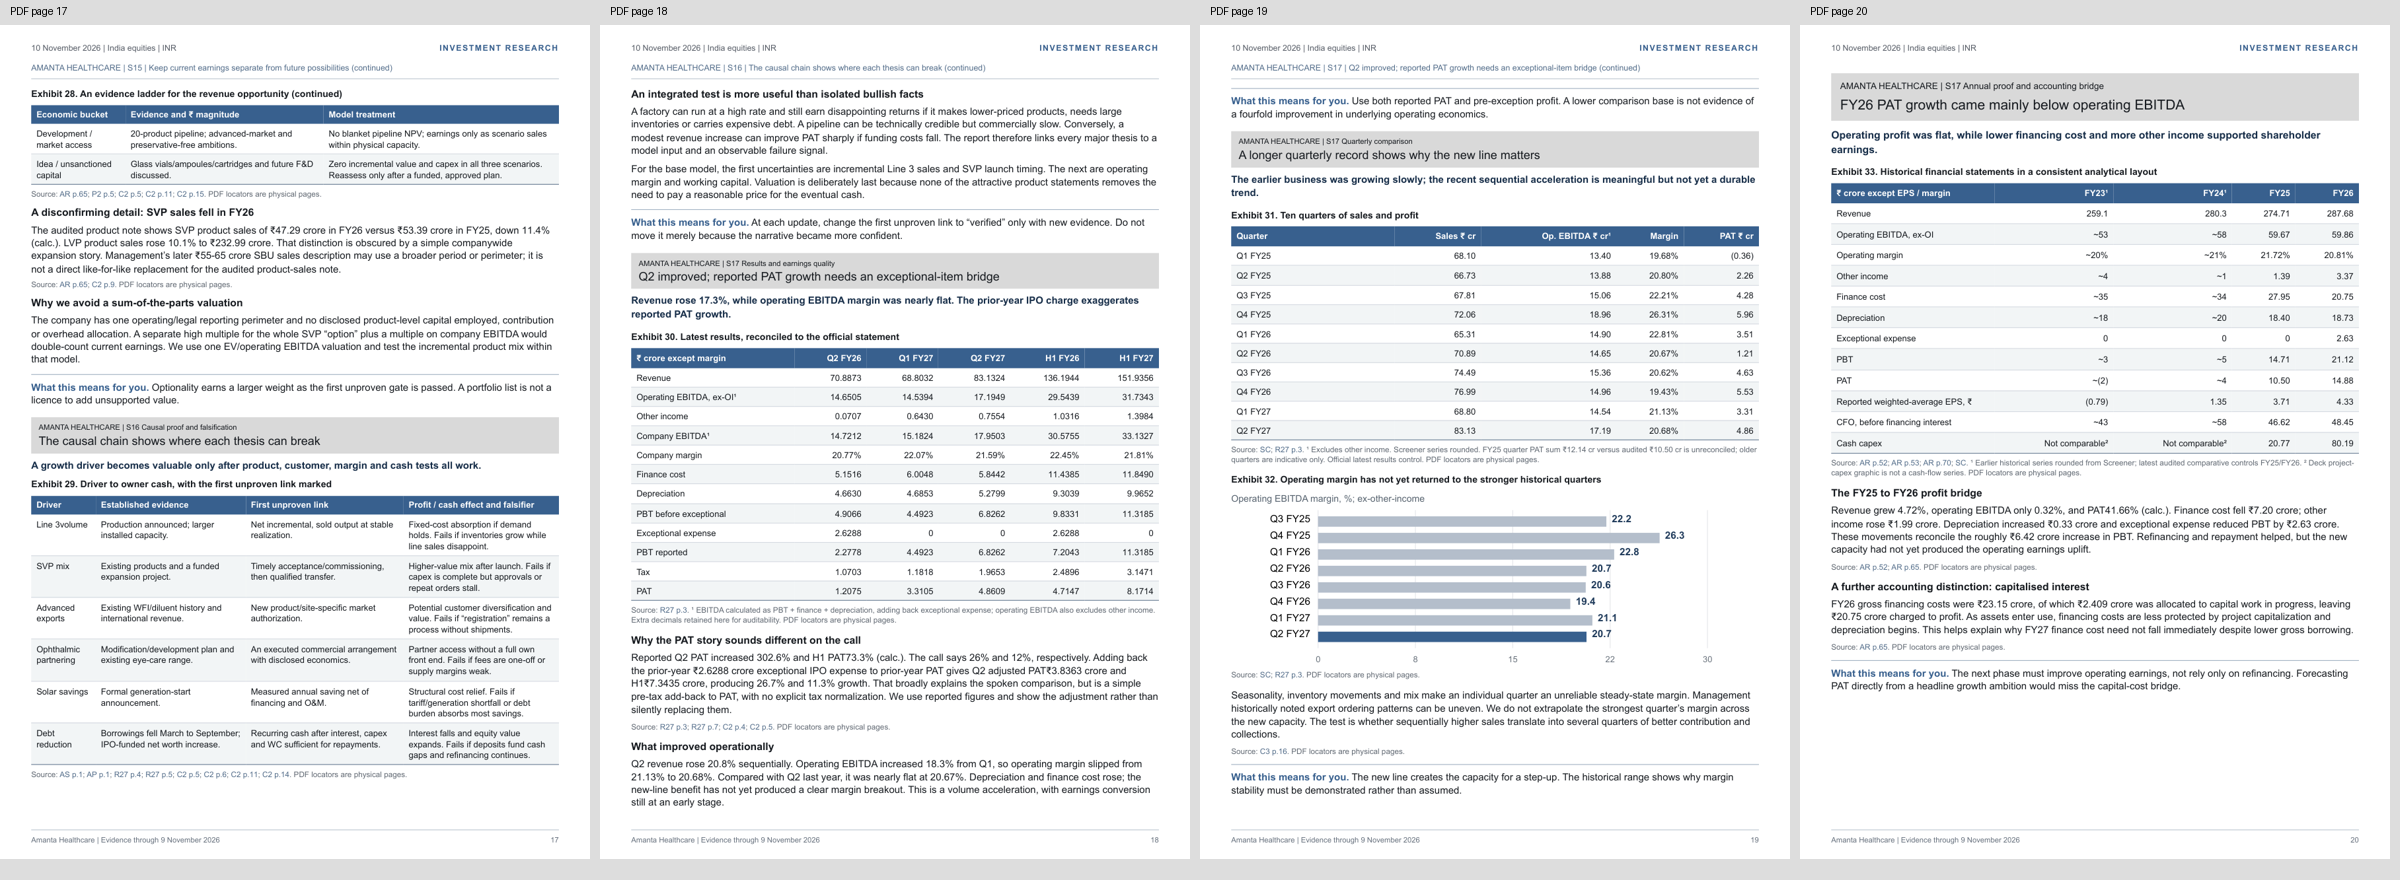 PDF page 17
10 November 2026 | India equities | INR
INVESTMENT RESEARCH
AMANTA HEALTHCARE | S15 | Keep current earnings separate from future possibilities (continued)
Exhibit 28. An evidence ladder for the revenue opportunity (continued)
Economic bucket Evidence and ₹ magnitude Model treatment
Development / market access 20-product pipeline; advanced-market and preservative-free ambitions. No blanket pipeline NPV; earnings only as scenario sales within physical capacity.
Idea / unsanctioned capital Glass vials/ampoules/cartridges and future F&D discussed. Zero incremental value and capex in all three scenarios. Reassess only after a funded, approved plan.
Source: AR p.65; P2 p.5; C2 p.5; C2 p.11; C2 p.15. PDF locators are physical pages.
A disconfirming detail: SVP sales fell in FY26
The audited product note shows SVP product sales of ₹47.29 crore in FY26 versus ₹53.39 crore in FY25, down 11.4%
(calc.). LVP product sales rose 10.1% to ₹232.99 crore. That distinction is obscured by a simple companywide
expansion story. Management's later ₹55-65 crore SBU sales description may use a broader period or perimeter; it is
not a direct like-for-like replacement for the audited product-sales note.
Source: AR p.65; C2 p.9. PDF locators are physical pages.
Why we avoid a sum-of-the-parts valuation
The company has one operating/legal reporting perimeter and no disclosed product-level capital employed, contribution
or overhead allocation. A separate high multiple for the whole SVP “option” plus a multiple on company EBITDA would
double-count current earnings. We use one EV/operating EBITDA valuation and test the incremental product mix within
that model.
What this means for you. Optionality earns a larger weight as the first unproven gate is passed. A portfolio list is not a
licence to add unsupported value.
AMANTA HEALTHCARE | S16 Causal proof and falsification
The causal chain shows where each thesis can break
A growth driver becomes valuable only after product, customer, margin and cash tests all work.
Exhibit 29. Driver to owner cash, with the first unproven link marked
Driver Established evidence First unproven link Profit / cash effect and falsifier
Line 3volume Production announced; larger installed capacity. Net incremental, sold output at stable realization. Fixed-cost absorption if demand holds. Fails if inventories grow while line sales disappoint.
SVP mix Existing products and a funded expansion project. Timely acceptance/commissioning, then qualified transfer. Higher-value mix after launch. Fails if capex is complete but approvals or repeat orders stall.
Advanced exports Existing WFI/diluent history and international revenue. New product/site-specific market authorization. Potential customer diversification and value. Fails if “registration” remains a process without shipments.
Ophthalmic partnering Modification/development plan and existing eye-care range. An executed commercial arrangement with disclosed economics. Partner access without a full own front end. Fails if fees are one-off or supply margins weak.
Solar savings Formal generation-start announcement. Measured annual saving net of financing and O&M. Structural cost relief. Fails if tariff/generation shortfall or debt burden absorbs most savings.
Debt reduction Borrowings fell March to September; IPO-funded net worth increase. Recurring cash after interest, capex and WC sufficient for repayments. Interest falls and equity value expands. Fails if deposits fund cash gaps and refinancing continues.
Source: AS p.1; AP p.1; R27 p.4; R27 p.5; C2 p.5; C2 p.6; C2 p.11; C2 p.14. PDF locators are physical pages.
Amanta Healthcare | Evidence through 9 November 2026
17
PDF page 18
10 November 2026 | India equities | INR
INVESTMENT RESEARCH
AMANTA HEALTHCARE | S16 | The causal chain shows where each thesis can break (continued)
An integrated test is more useful than isolated bullish facts
A factory can run at a high rate and still earn disappointing returns if it makes lower-priced products, needs large
inventories or carries expensive debt. A pipeline can be technically credible but commercially slow. Conversely, a
modest revenue increase can improve PAT sharply if funding costs fall. The report therefore links every major thesis to a
model input and an observable failure signal.
For the base model, the first uncertainties are incremental Line 3 sales and SVP launch timing. The next are operating
margin and working capital. Valuation is deliberately last because none of the attractive product statements removes the
need to pay a reasonable price for the eventual cash.
What this means for you. At each update, change the first unproven link to “verified” only with new evidence. Do not
move it merely because the narrative became more confident.
AMANTA HEALTHCARE | S17 Results and earnings quality
Q2 improved; reported PAT growth needs an exceptional-item bridge
Revenue rose 17.3%, while operating EBITDA margin was nearly flat. The prior-year IPO charge exaggerates
reported PAT growth.
Exhibit 30. Latest results, reconciled to the official statement
₹ crore except margin Q2 FY26 Q1 FY27 Q2 FY27 H1 FY26 H1 FY27
Revenue 70.8873 68.8032 83.1324 136.1944 151.9356
Operating EBITDA, ex-OI¹ 14.6505 14.5394 17.1949 29.5439 31.7343
Other income 0.0707 0.6430 0.7554 1.0316 1.3984
Company EBITDA¹ 14.7212 15.1824 17.9503 30.5755 33.1327
Company margin 20.77% 22.07% 21.59% 22.45% 21.81%
Finance cost 5.1516 6.0048 5.8442 11.4385 11.8490
Depreciation 4.6630 4.6853 5.2799 9.3039 9.9652
PBT before exceptional 4.9066 4.4923 6.8262 9.8331 11.3185
Exceptional expense 2.6288 0 0 2.6288 0
PBT reported 2.2778 4.4923 6.8262 7.2043 11.3185
Tax 1.0703 1.1818 1.9653 2.4896 3.1471
PAT 1.2075 3.3105 4.8609 4.7147 8.1714
Source: R27 p.3. ¹ EBITDA calculated as PBT + finance + depreciation, adding back exceptional expense; operating EBITDA also excludes other income.
Extra decimals retained here for auditability. PDF locators are physical pages.
Why the PAT story sounds different on the call
Reported Q2 PAT increased 302.6% and H1 PAT73.3% (calc.). The call says 26% and 12%, respectively. Adding back
the prior-year ₹2.6288 crore exceptional IPO expense to prior-year PAT gives Q2 adjusted PAT₹3.8363 crore and
H1₹7.3435 crore, producing 26.7% and 11.3% growth. That broadly explains the spoken comparison, but is a simple
pre-tax add-back to PAT, with no explicit tax normalization. We use reported figures and show the adjustment rather than
silently replacing them.
Source: R27 p.3; R27 p.7; C2 p.4; C2 p.5. PDF locators are physical pages.
What improved operationally
Q2 revenue rose 20.8% sequentially. Operating EBITDA increased 18.3% from Q1, so operating margin slipped from
21.13% to 20.68%. Compared with Q2 last year, it was nearly flat at 20.67%. Depreciation and finance cost rose; the
new-line benefit has not yet produced a clear margin breakout. This is a volume acceleration, with earnings conversion
still at an early stage.
Amanta Healthcare | Evidence through 9 November 2026
18
PDF page 19
10 November 2026 | India equities | INR
INVESTMENT RESEARCH
AMANTA HEALTHCARE | S17 | Q2 improved; reported PAT growth needs an exceptional-item bridge (continued)
What this means for you. Use both reported PAT and pre-exception profit. A lower comparison base is not evidence of
a fourfold improvement in underlying operating economics.
AMANTA HEALTHCARE | S17 Quarterly comparison
A longer quarterly record shows why the new line matters
The earlier business was growing slowly; the recent sequential acceleration is meaningful but not yet a durable
trend.
Exhibit 31. Ten quarters of sales and profit
Quarter Sales ₹ cr Op. EBITDA ₹ cr¹ Margin PAT ₹ cr
Q1 FY25 68.10 13.40 19.68% (0.36)
Q2 FY25 66.73 13.88 20.80% 2.26
Q3 FY25 67.81 15.06 22.21% 4.28
Q4 FY25 72.06 18.96 26.31% 5.96
Q1 FY26 65.31 14.90 22.81% 3.51
Q2 FY26 70.89 14.65 20.67% 1.21
Q3 FY26 74.49 15.36 20.62% 4.63
Q4 FY26 76.99 14.96 19.43% 5.53
Q1 FY27 68.80 14.54 21.13% 3.31
Q2 FY27 83.13 17.19 20.68% 4.86
Source: SC; R27 p.3. ¹ Excludes other income. Screener series rounded. FY25 quarter PAT sum ₹12.14 cr versus audited ₹10.50 cr is unreconciled; older
quarters are indicative only. Official latest results control. PDF locators are physical pages.
Exhibit 32. Operating margin has not yet returned to the stronger historical quarters
Operating EBITDA margin, %; ex-other-income
Q3 FY25 22.2
Q4 FY25 26.3
Q1 FY26 22.8
Q2 FY26 20.7
Q3 FY26 20.6
Q4 FY26 19.4
Q1 FY27 21.1
Q2 FY27 20.7
0 8 15 22 30
Source: SC; R27 p.3. PDF locators are physical pages.
Seasonality, inventory movements and mix make an individual quarter an unreliable steady-state margin. Management
historically noted export ordering patterns can be uneven. We do not extrapolate the strongest quarter's margin across
the new capacity. The test is whether sequentially higher sales translate into several quarters of better contribution and
collections.
Source: C3 p.16. PDF locators are physical pages.
What this means for you. The new line creates the capacity for a step-up. The historical range shows why margin
stability must be demonstrated rather than assumed.
Amanta Healthcare | Evidence through 9 November 2026
19
PDF page 20
10 November 2026 | India equities | INR
INVESTMENT RESEARCH
AMANTA HEALTHCARE | S17 Annual proof and accounting bridge
FY26 PAT growth came mainly below operating EBITDA
Operating profit was flat, while lower financing cost and more other income supported shareholder
earnings.
Exhibit 33. Historical financial statements in a consistent analytical layout
₹ crore except EPS / margin FY23¹ FY24¹ FY25 FY26
Revenue 259.1 280.3 274.71 287.68
Operating EBITDA, ex-OI ~53 ~58 59.67 59.86
Operating margin ~20% ~21% 21.72% 20.81%
Other income ~4 ~1 1.39 3.37
Finance cost ~35 ~34 27.95 20.75
Depreciation ~18 ~20 18.40 18.73
Exceptional expense 0 0 0 2.63
PBT ~3 ~5 14.71 21.12
PAT ~(2) ~4 10.50 14.88
Reported weighted-average EPS, ₹ (0.79) 1.35 3.71 4.33
CFO, before financing interest ~43 ~58 46.62 48.45
Cash capex Not comparable² Not comparable² 20.77 80.19
Source: AR p.52; AR p.53; AR p.70; SC. ¹ Earlier historical series rounded from Screener; latest audited comparative controls FY25/FY26. ² Deck project-
capex graphic is not a cash-flow series. PDF locators are physical pages.
The FY25 to FY26 profit bridge
Revenue grew 4.72%, operating EBITDA only 0.32%, and PAT41.66% (calc.). Finance cost fell ₹7.20 crore; other
income rose ₹1.99 crore. Depreciation increased ₹0.33 crore and exceptional expense reduced PBT by ₹2.63 crore.
These movements reconcile the roughly ₹6.42 crore increase in PBT. Refinancing and repayment helped, but the new
capacity had not yet produced the operating earnings uplift.
Source: AR p.52; AR p.65. PDF locators are physical pages.
A further accounting distinction: capitalised interest
FY26 gross financing costs were ₹23.15 crore, of which ₹2.409 crore was allocated to capital work in progress, leaving
₹20.75 crore charged to profit. As assets enter use, financing costs are less protected by project capitalization and
depreciation begins. This helps explain why FY27 finance cost need not fall immediately despite lower gross borrowing.
Source: AR p.65. PDF locators are physical pages.
What this means for you. The next phase must improve operating earnings, not rely only on refinancing. Forecasting
PAT directly from a headline growth ambition would miss the capital-cost bridge.
Amanta Healthcare | Evidence through 9 November 2026
20